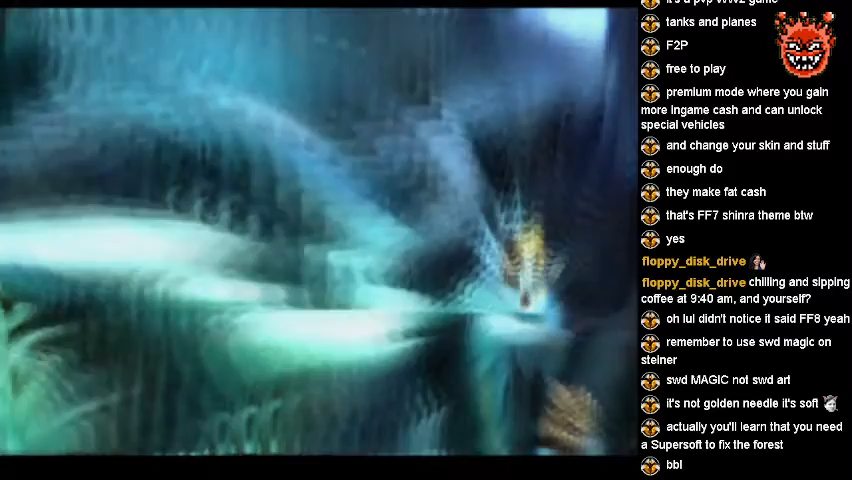 it's a pvp WW2 game
tanks and planes
F2P
free to play
premium mode where you gain
more ingame cash and can unlock
special vehicles
and change your skin and stuff
enough do
they make fat cash
that's FF7 shinra theme btw
yes
floppy_disk_drive
floppy_disk_drive chilling and sipping
coffee at 9:40 am, and yourself?
oh lul didn't notice it said FF8 yeah
remember to use swd magic on
steiner
swd MAGIC not swd art
it's not golden needle it's soft
actually you'll learn that you need
a Supersoft to fix the forest
bbl